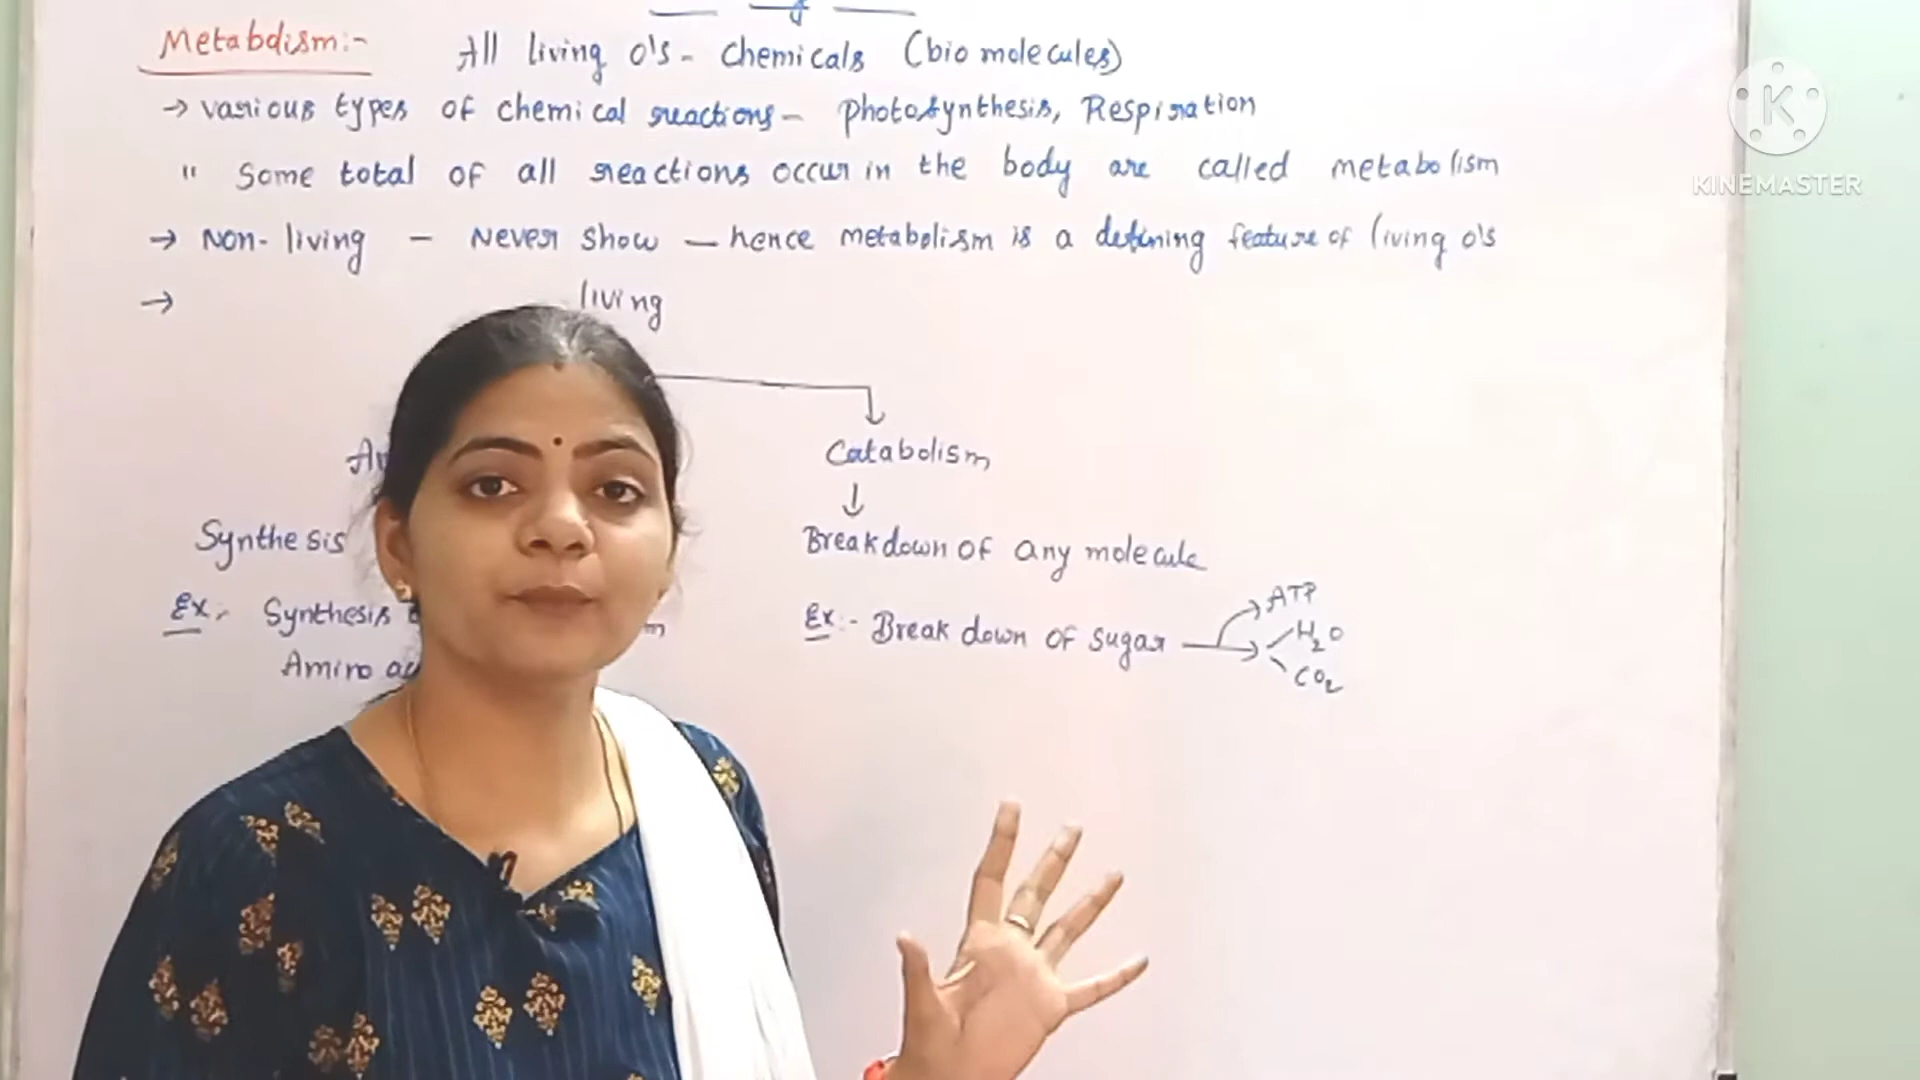 Metabolism:- All living o's - chemicals (bio molecules)
→ various types of chemical reactions - photosynthesis, Respiration
" Some total of all reactions occur in the body are called metabolism
→ Non-living - Never show - hence metabolism is a defining feature of living o's
→ living
Catabolism
↓
Synthesis Breakdown of any molecule
Ex:- Synthesis Ex:- Break down of sugar → ATP
H2O
Amino CO2
K
KINEMASTER